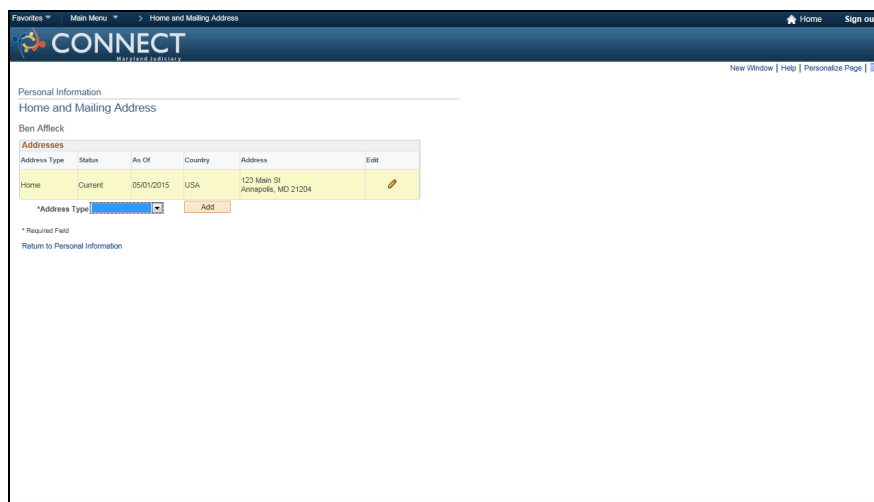 Favorites Main Menu > Home and Mailing Address Home Sign ou
CONNECT
Maryland Judiciary
New Window | Help | Personalize Page |
Personal Information
Home and Mailing Address
Ben Affleck
Addresses
Address Type Status As Of Country Address Edit
Home Current 05/01/2015 USA 123 Main St
Annapolis, MD 21204
*Address Type Add
* Required Field
Return to Personal Information